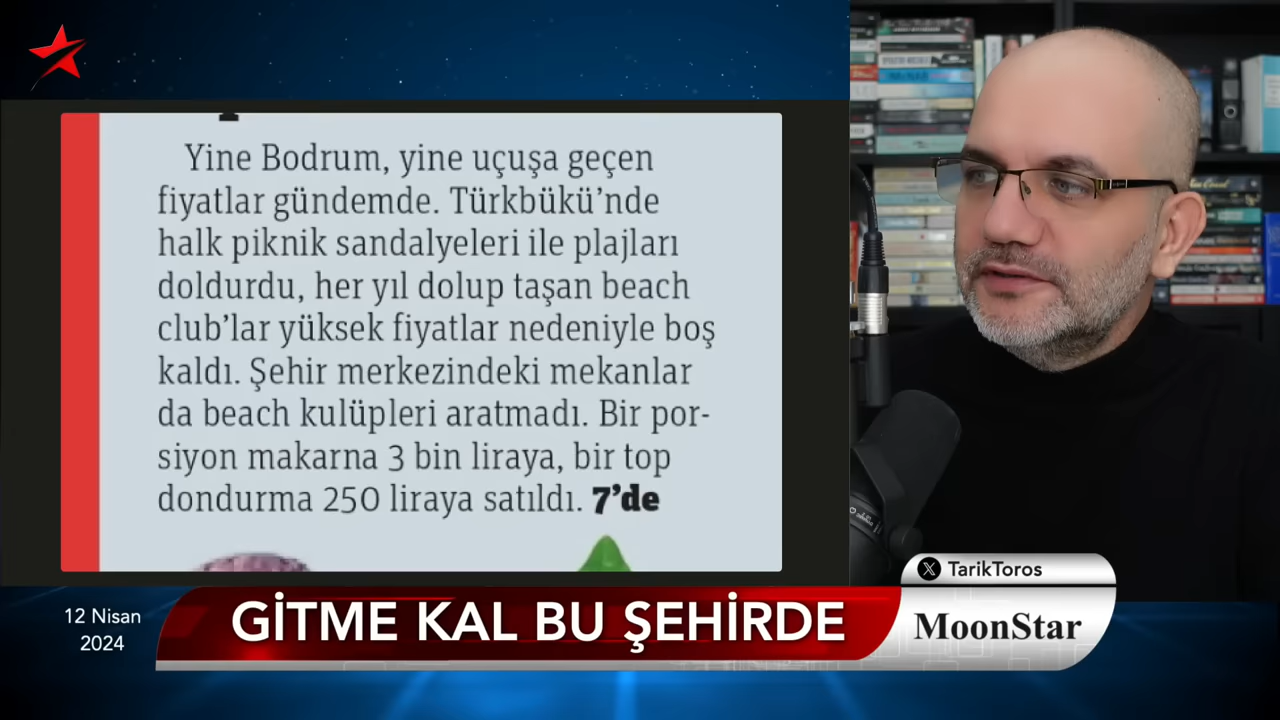 Yine Bodrum, yine uçuşa geçen
fiyatlar gündemde. Türkbükü’nde
halk piknik sandalyeleri ile plajları
doldurdu, her yıl dolup taşan beach
club’lar yüksek fiyatlar nedeniyle boş
kaldı. Şehir merkezindeki mekanlar
da beach kulüpleri aratmadı. Bir por-
siyon makarna 3 bin liraya, bir top
dondurma 250 liraya satıldı. 7’de
X TarikToros
12 Nisan
2024
GİTME KAL BU ŞEHİRDE
MoonStar